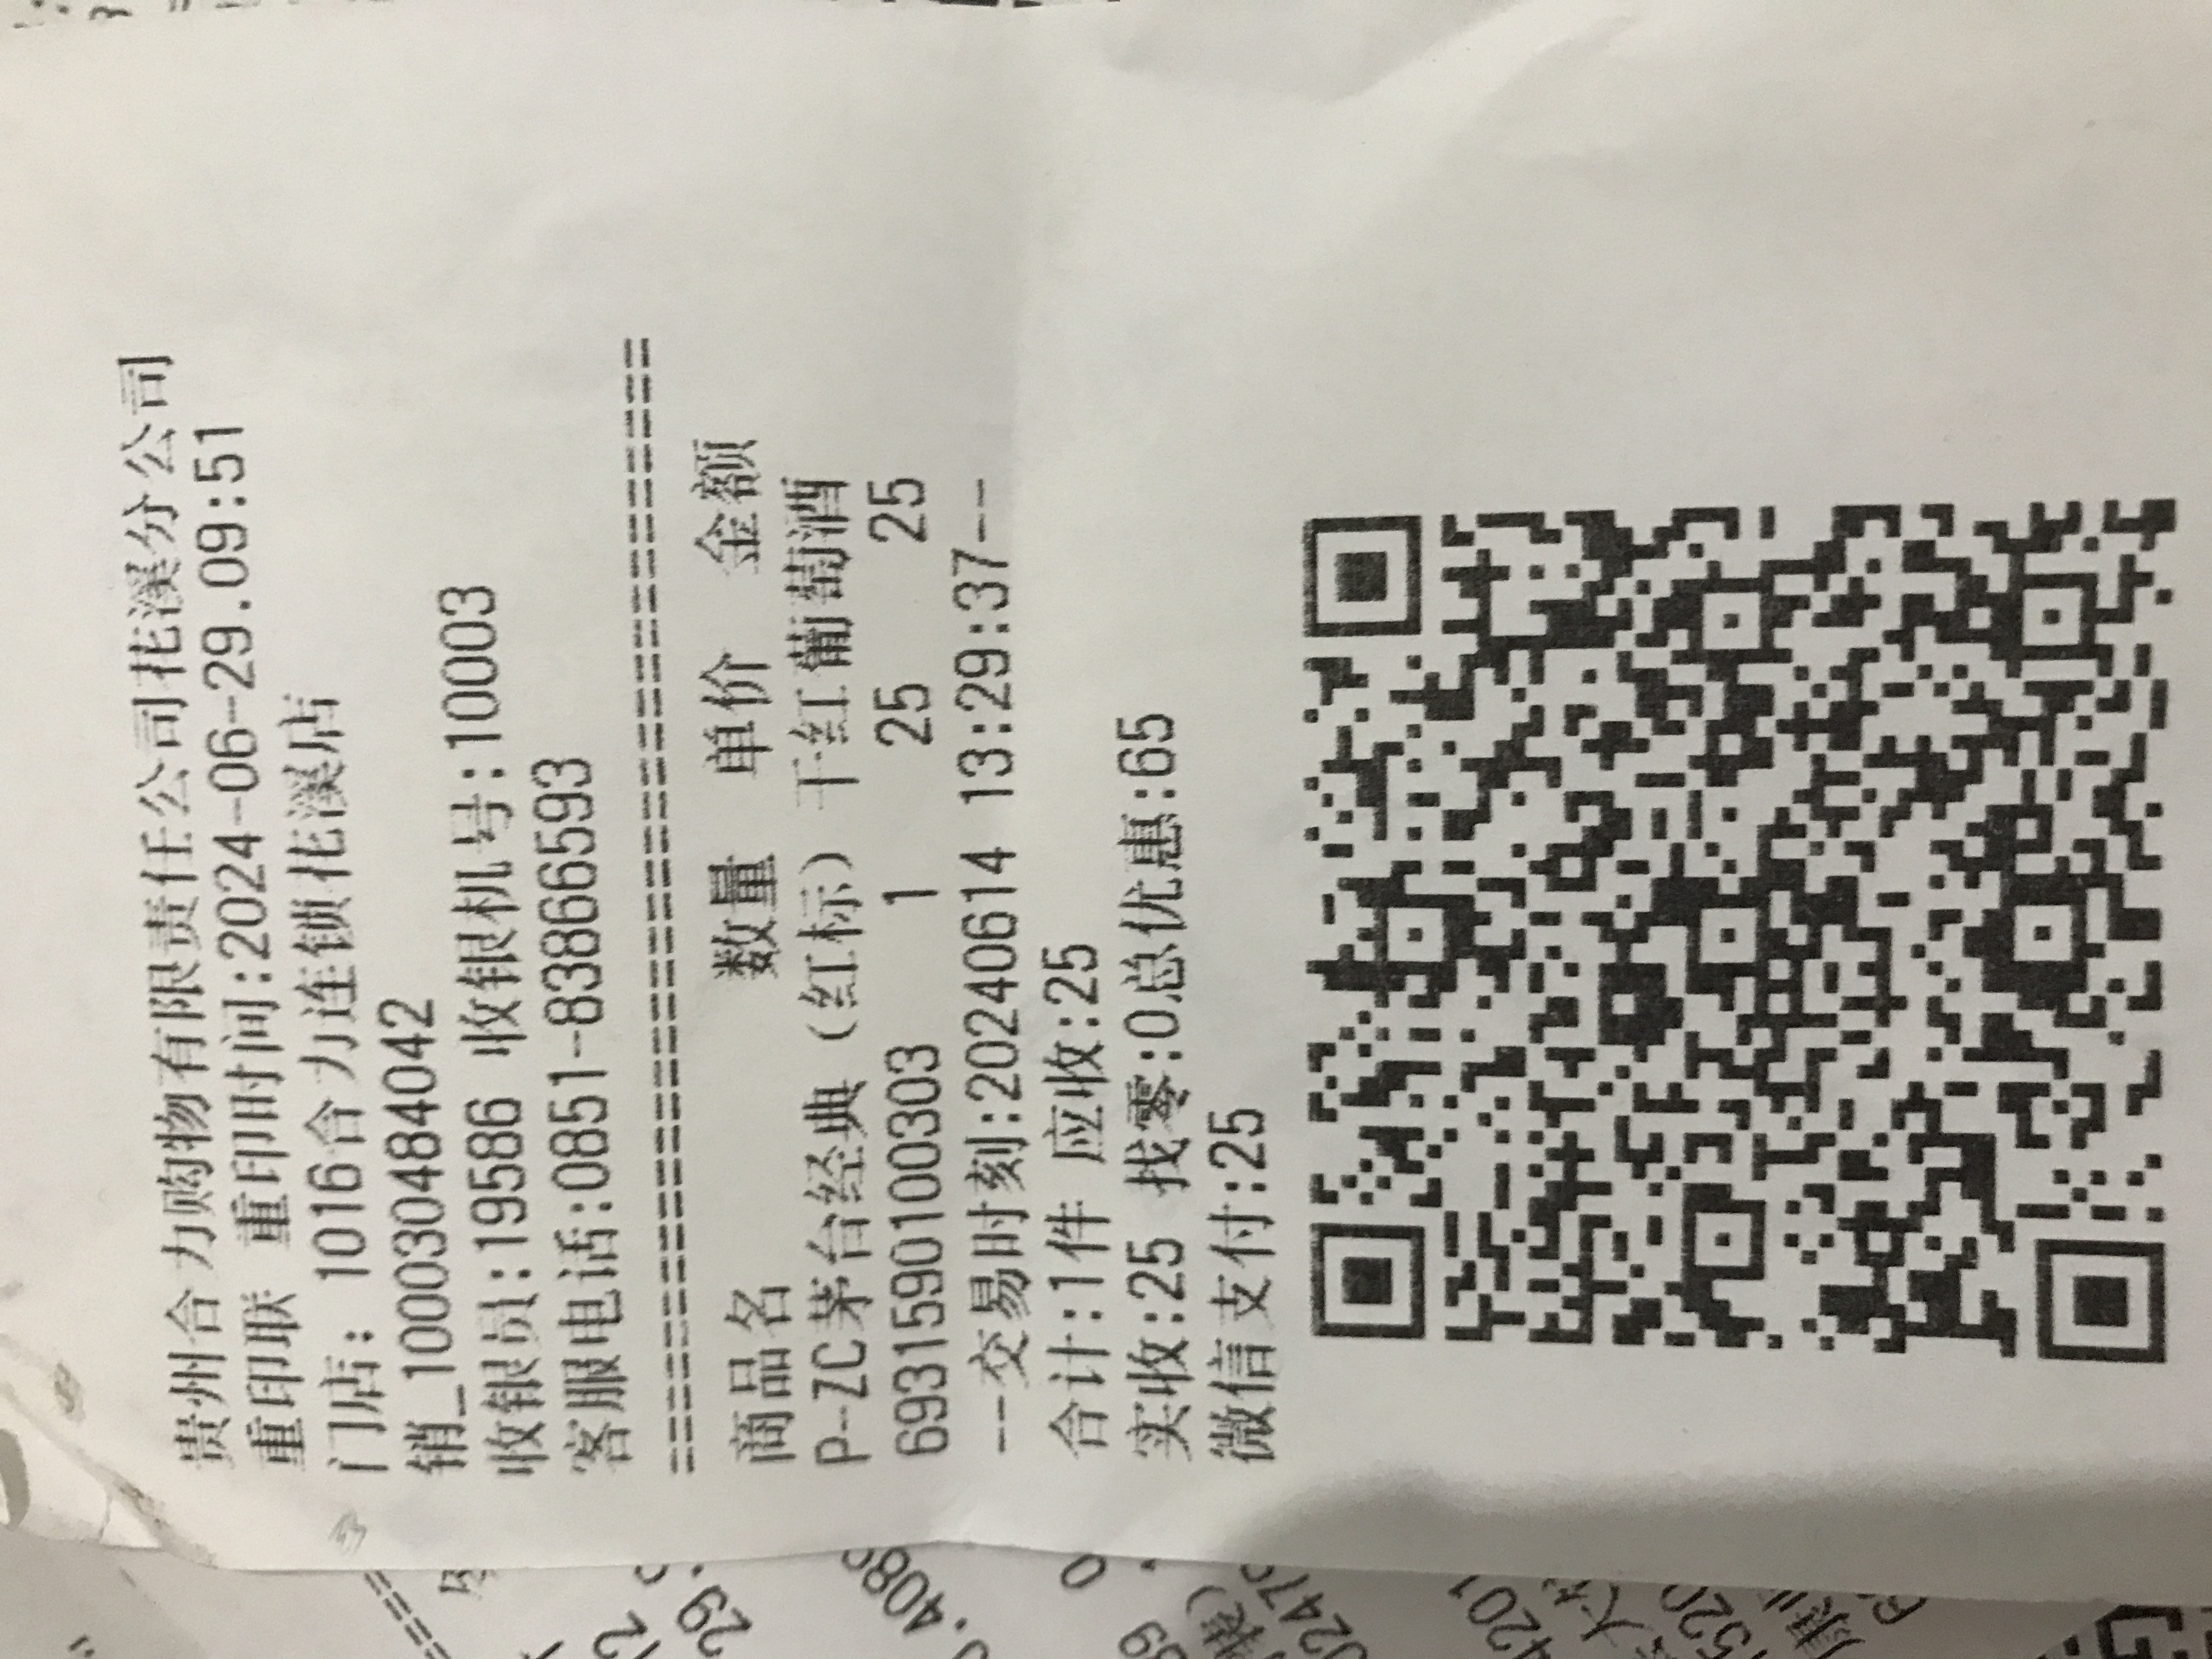 贵州合力购物有限责任公司花溪分公司
重印联 重印时间:2024-06-29.09:51
门店: 1016合力连锁花溪店
销_100030484042
收银员:19586 收银机号:10003
客服电话:0851-83866593
========================================
商品名 数量 单价 金额
P-ZC茅台经典（红标）干红葡萄酒
6931590100303 1 25 25
--交易时刻:20240614 13:29:37--
合计:1件 应收:25
实收:25 找零:0总优惠:65
微信支付:25